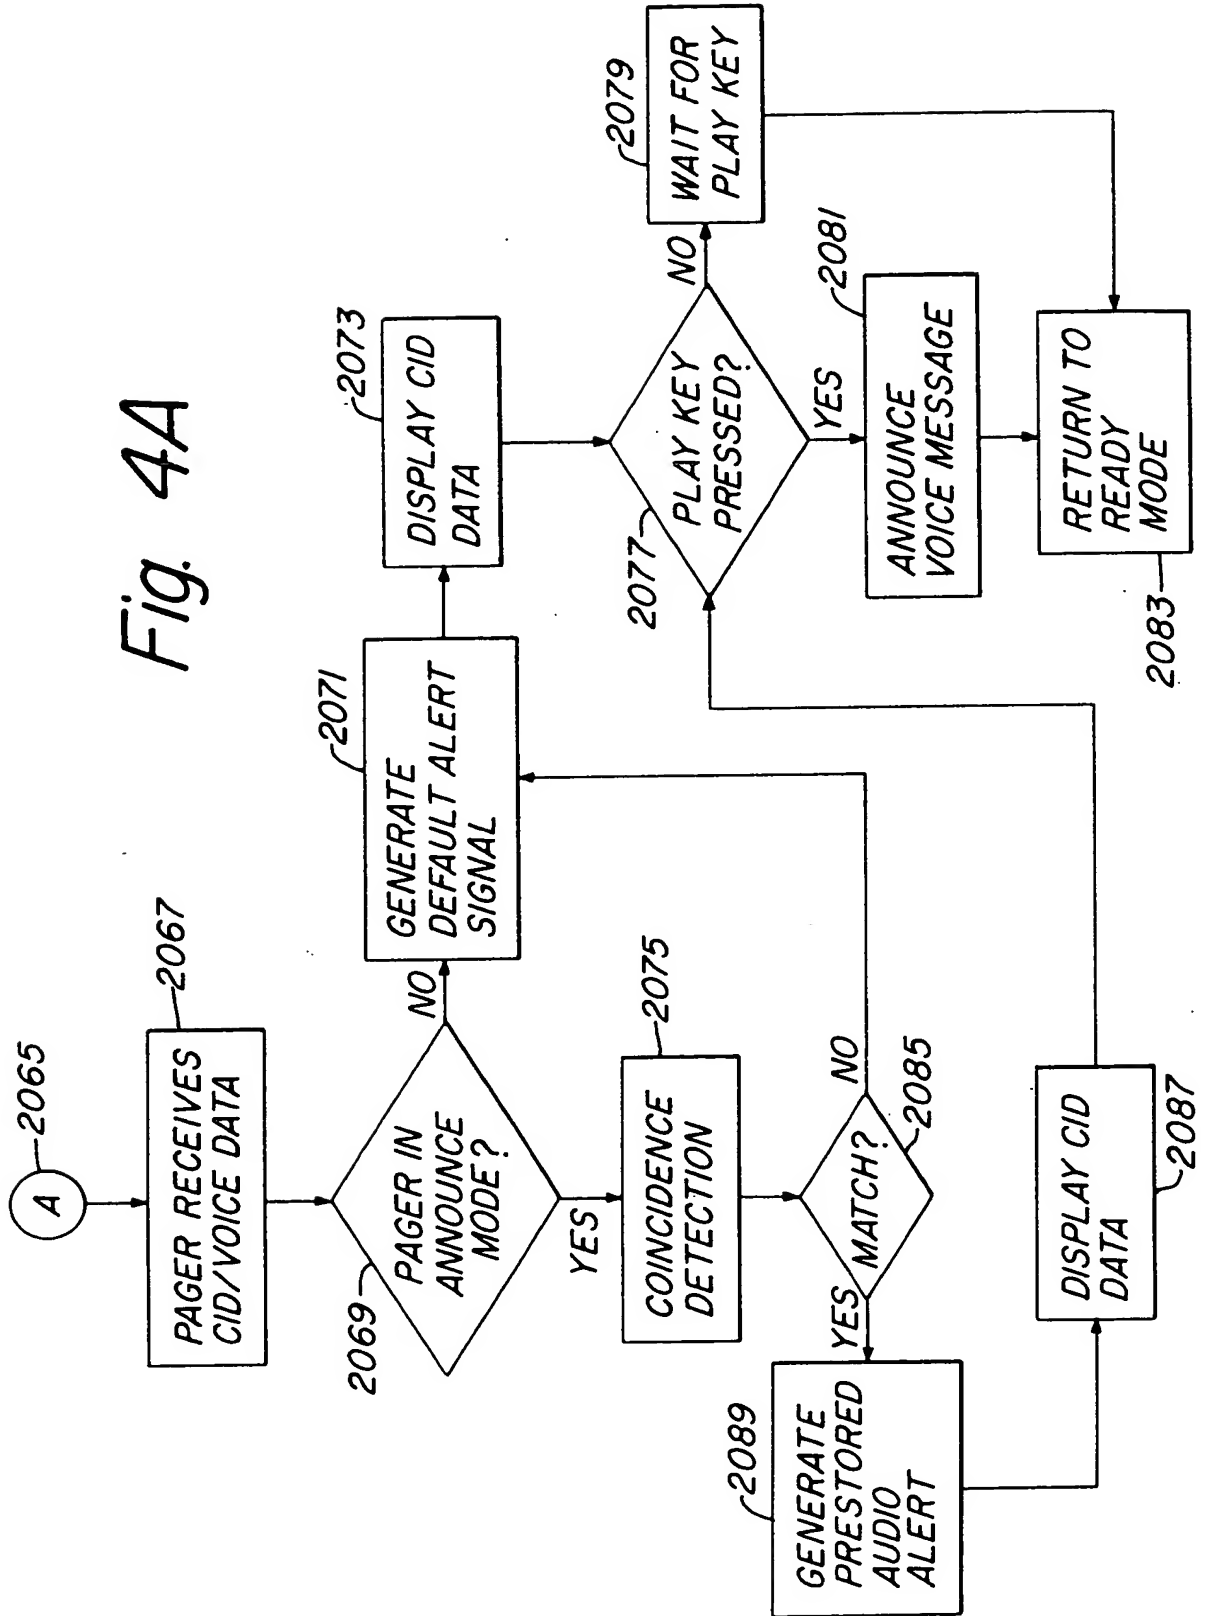 Fig. 4A
A
2065
PAGER RECEIVES
CID/VOICE DATA
2067
PAGER IN
ANNOUNCE
MODE?
2069
NO
YES
GENERATE
DEFAULT ALERT
SIGNAL
2071
DISPLAY CID
DATA
2073
COINCIDENCE
DETECTION
2075
MATCH?
2085
NO
YES
GENERATE
PRESTORED
AUDIO
ALERT
2089
DISPLAY CID
DATA
2087
PLAY KEY
PRESSED?
2077
NO
YES
WAIT FOR
PLAY KEY
2079
ANNOUNCE
VOICE MESSAGE
2081
RETURN TO
READY
MODE
2083